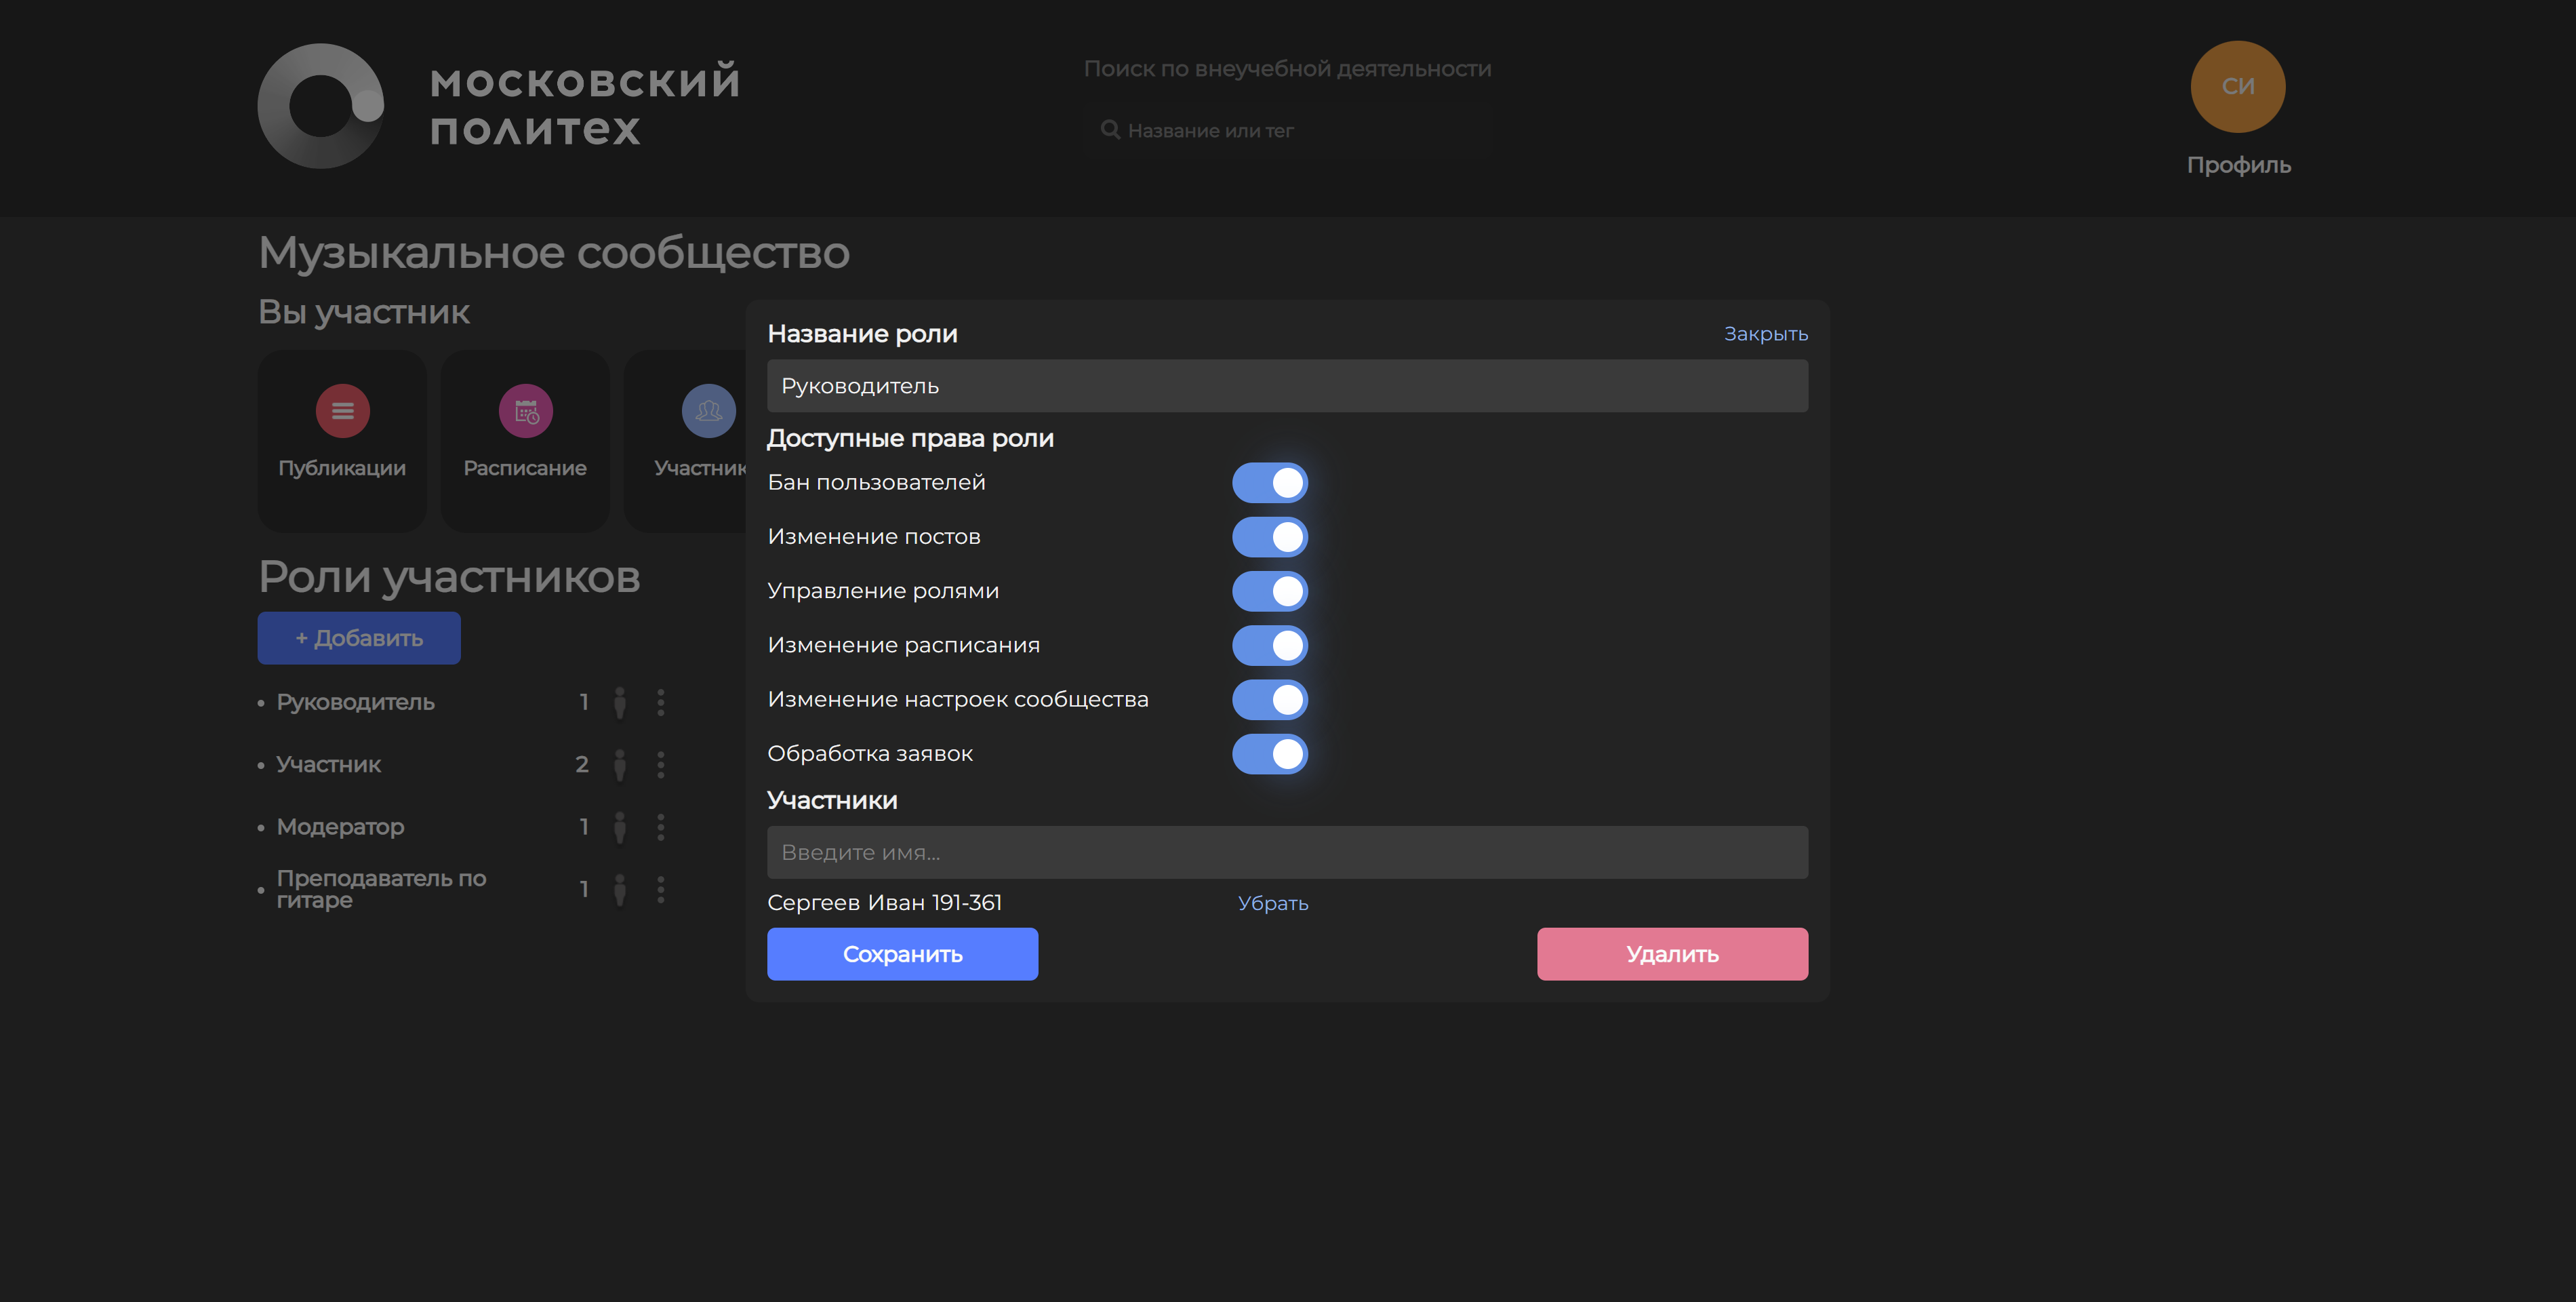 московский
политех
Поиск по внеучебной деятельности
Название или тег
СИ
Профиль
Музыкальное сообщество
Вы участник
Публикации
Расписание
Участник
Роли участников
+ Добавить
Руководитель 1
Участник 2
Модератор 1
Преподаватель по
гитаре 1
Название роли
Закрыть
Руководитель
Доступные права роли
Бан пользователей
Изменение постов
Управление ролями
Изменение расписания
Изменение настроек сообщества
Обработка заявок
Участники
Введите имя...
Сергеев Иван 191-361 Убрать
Сохранить
Удалить